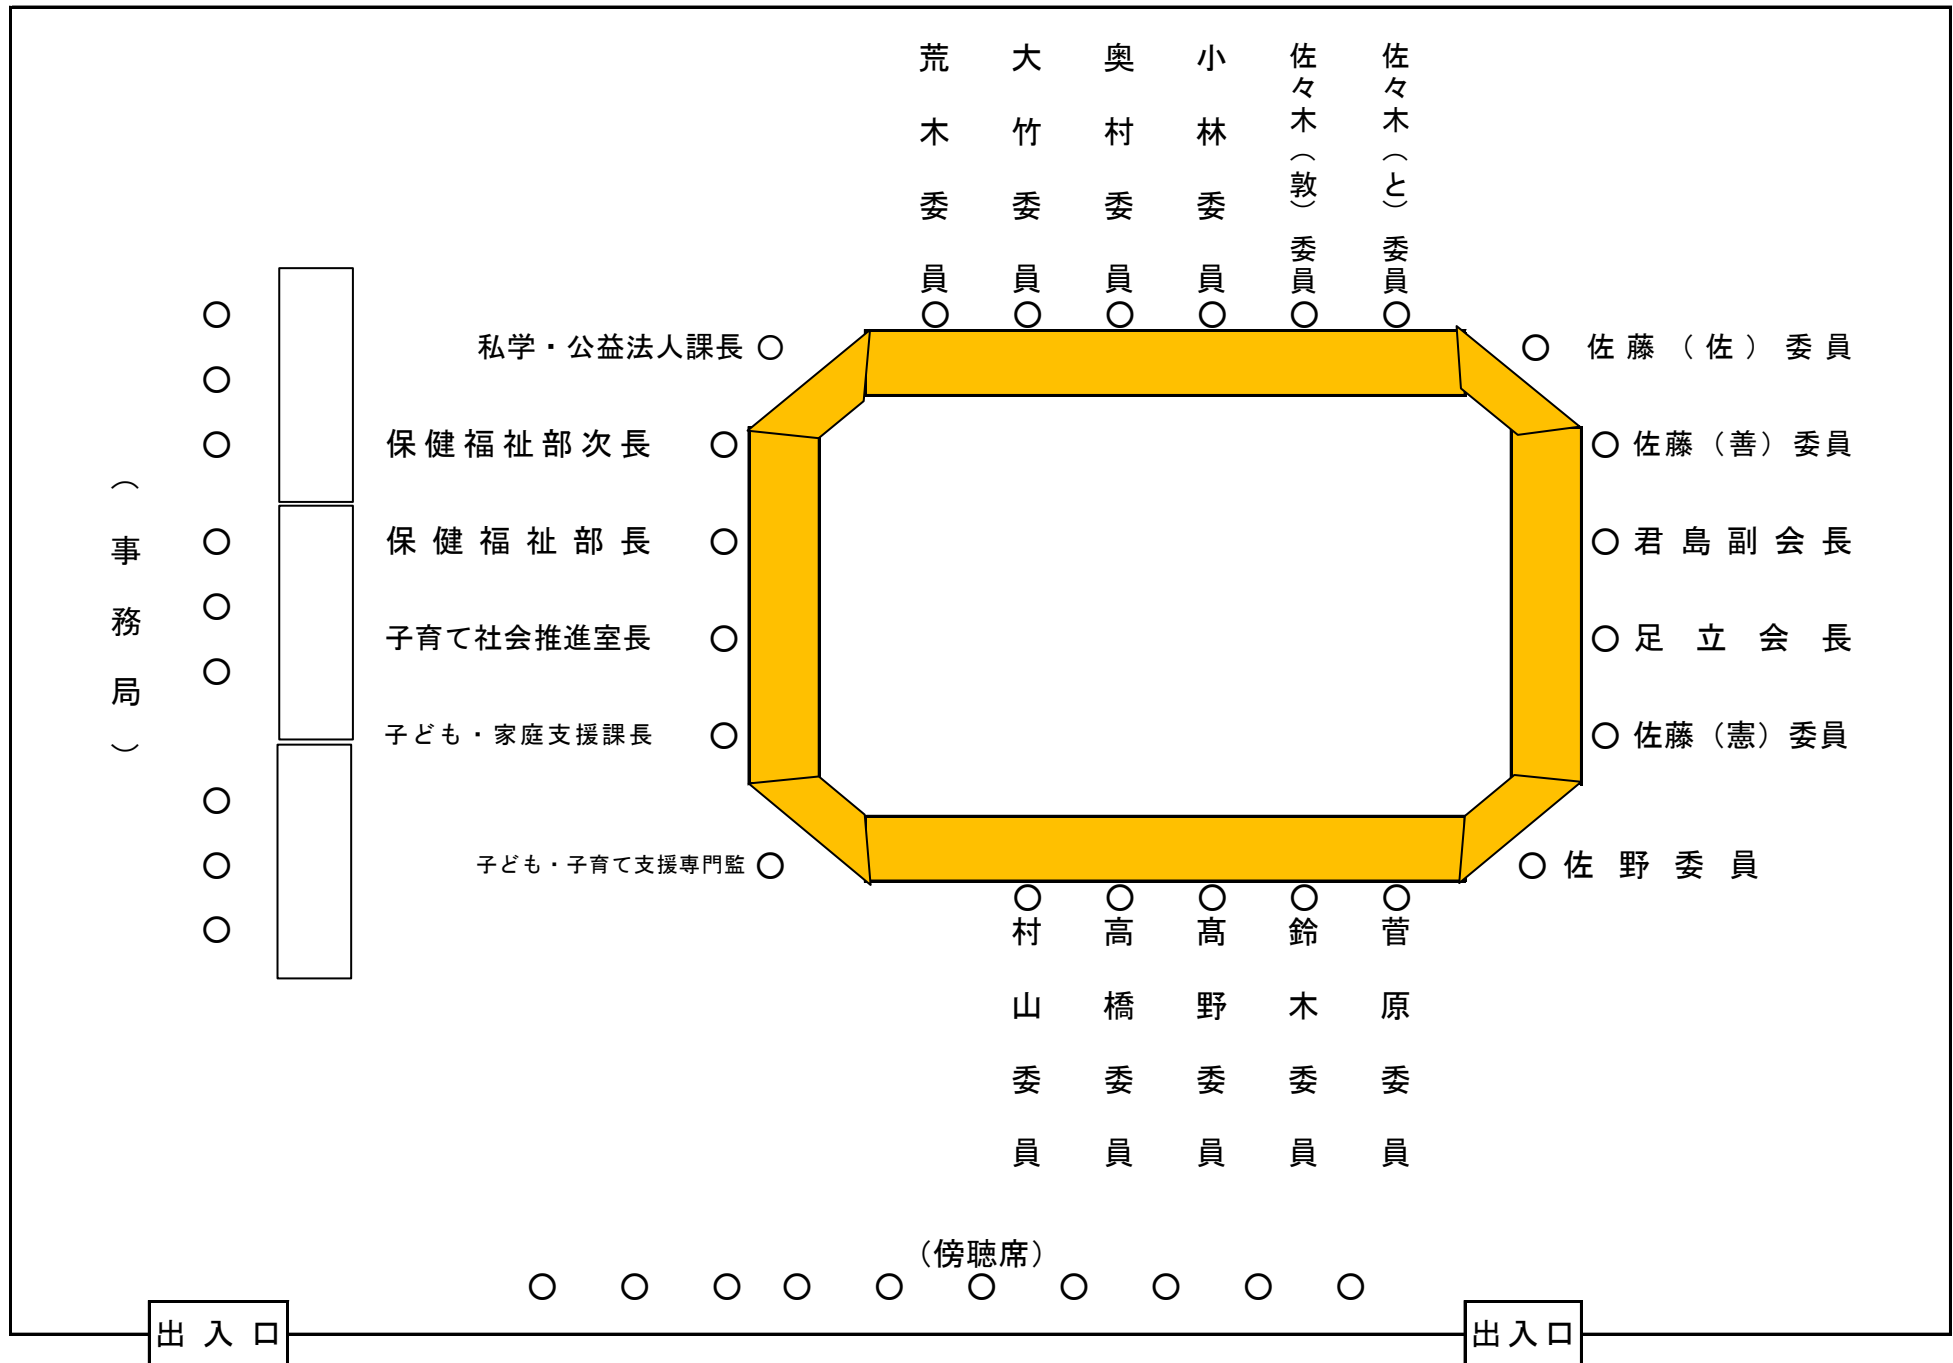 荒木委員
大竹委員
奥村委員
小林委員
佐々木（敦）委員
佐々木（と）委員
私学・公益法人課長
佐藤（佐）委員
保健福祉部次長
佐藤（善）委員
（事務局）
保健福祉部長
君島副会長
子育て社会推進室長
足立会長
子ども・家庭支援課長
佐藤（憲）委員
子ども・子育て支援専門監
佐野委員
村山委員
高橋委員
髙野委員
鈴木委員
菅原委員
（傍聴席）
出入口
出入口